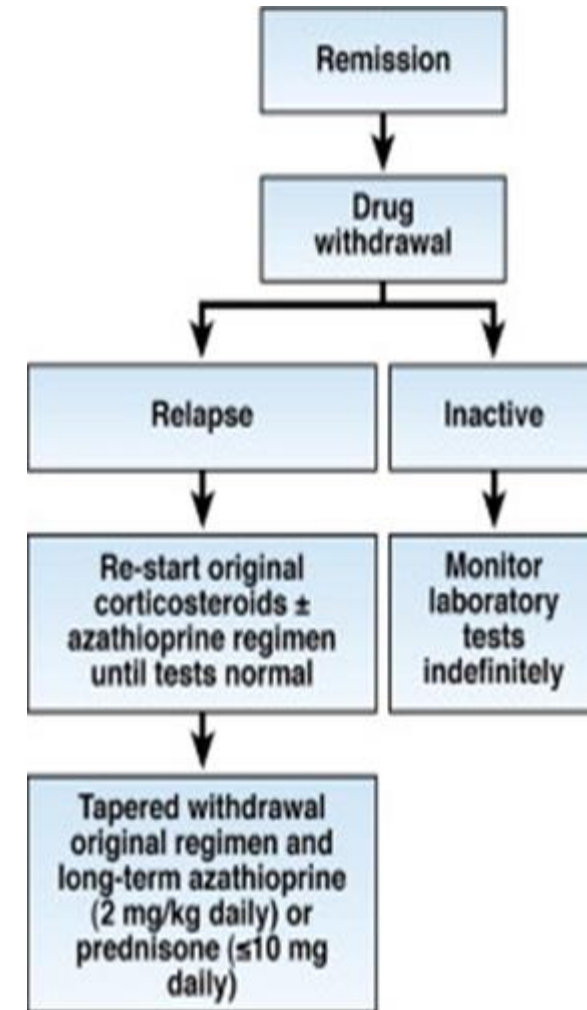 Remission
Drug
withdrawal
Relapse
Inactive
Re-start original
corticosteroids ±
azathioprine regimen
until tests normal
Monitor
laboratory
tests
indefinitely
Tapered withdrawal
original regimen and
long-term azathioprine
(2 mg/kg daily) or
prednisone (≤10 mg
daily)